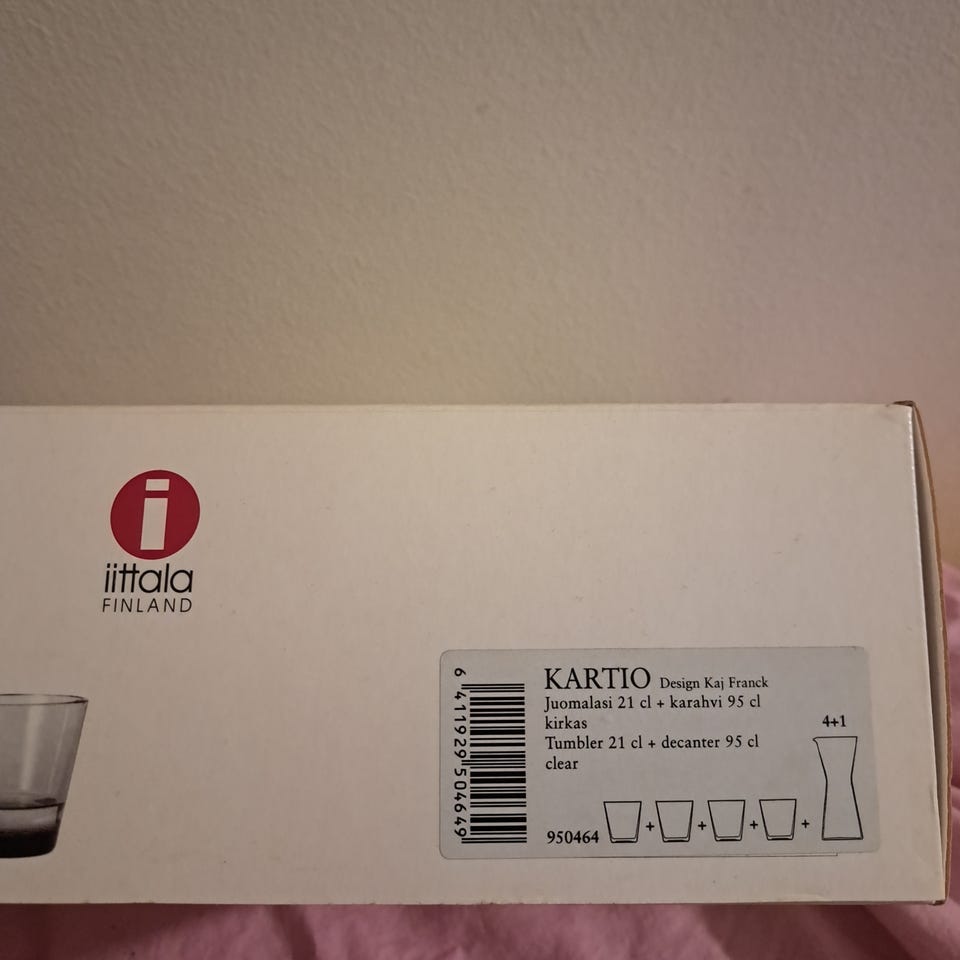 i
iittala
FINLAND
KARTIO Design Kaj Franck
Juomalasi 21 cl + karahvi 95 cl
kirkas
Tumbler 21 cl + decanter 95 cl
clear
4+1
950464 + + + +
6 411929 504649